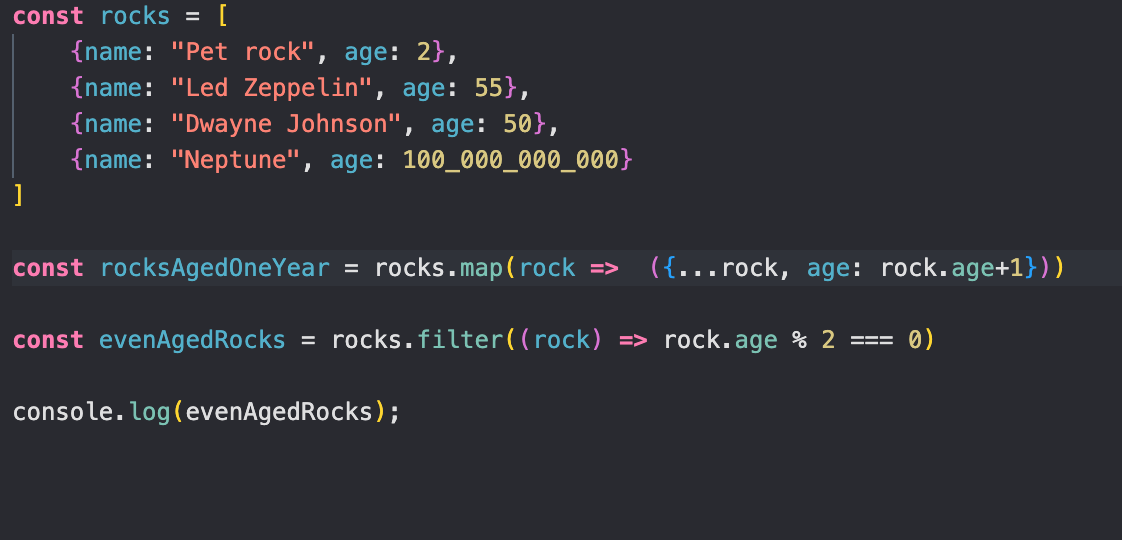 const rocks = [
    {name: "Pet rock", age: 2},
    {name: "Led Zeppelin", age: 55},
    {name: "Dwayne Johnson", age: 50},
    {name: "Neptune", age: 100_000_000_000}
]
const rocksAgedOneYear = rocks.map(rock =>  ({...rock, age: rock.age+1}))
const evenAgedRocks = rocks.filter((rock) => rock.age % 2 === 0)
console.log(evenAgedRocks);